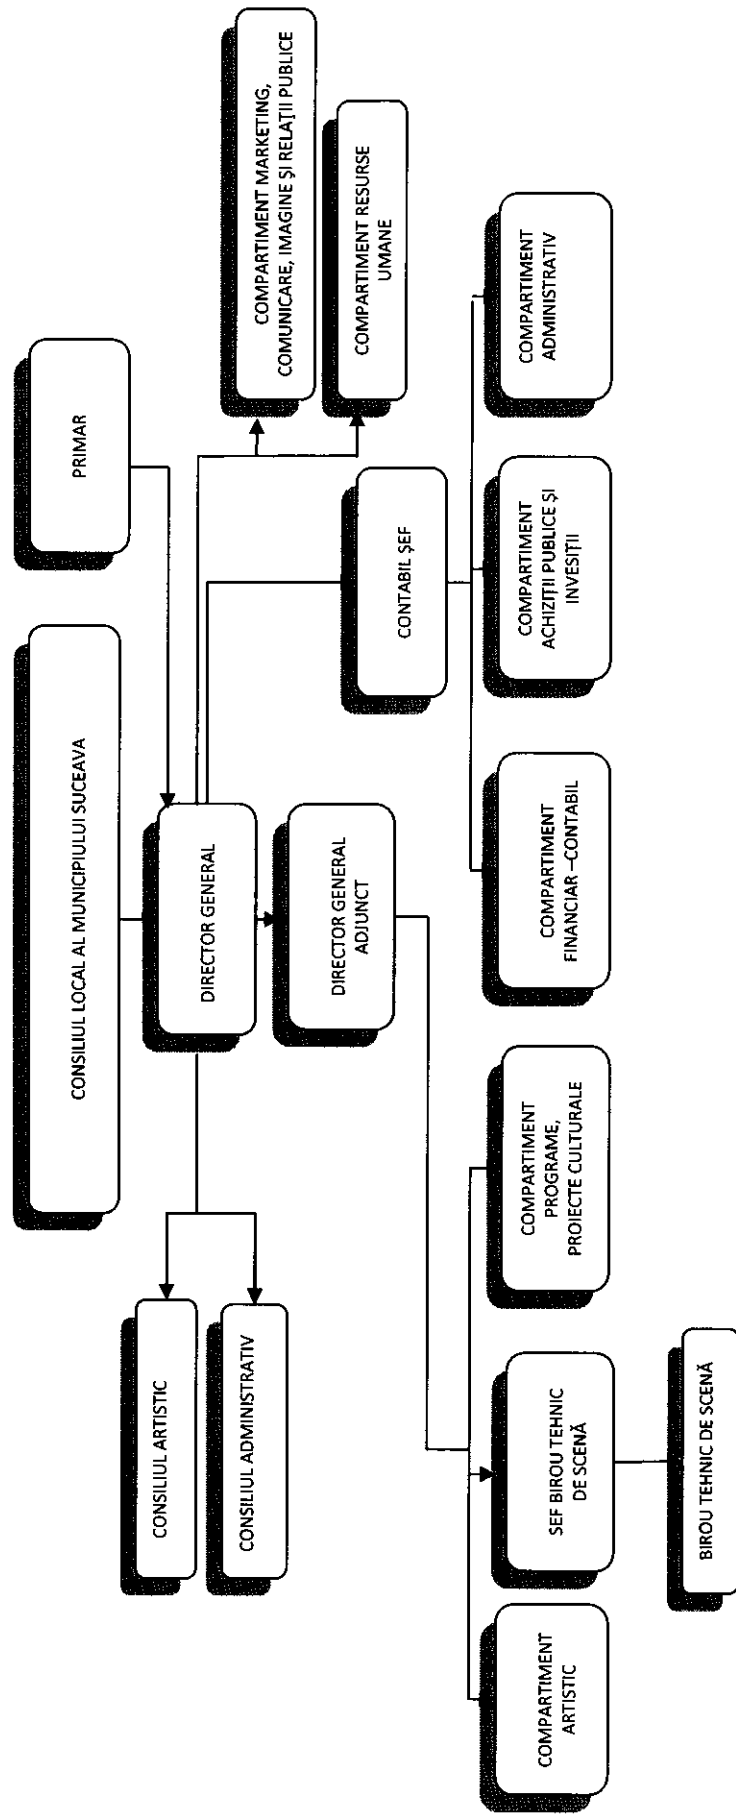 CONSILIUL LOCAL AL MUNICIPIULUI SUCEAVA
PRIMAR
CONSILIUL ARTISTIC
CONSILIUL ADMINISTRATIV
DIRECTOR GENERAL
COMPARTIMENT MARKETING,
COMUNICARE, IMAGINE ȘI RELAȚII PUBLICE
DIRECTOR GENERAL
ADJUNCT
COMPARTIMENT RESURSE
UMANE
CONTABIL ȘEF
COMPARTIMENT
ARTISTIC
ȘEF BIROU TEHNIC
DE SCENĂ
COMPARTIMENT
PROGRAME,
PROIECTE CULTURALE
COMPARTIMENT
FINANCIAR –CONTABIL
COMPARTIMENT
ACHIZIȚII PUBLICE ȘI
INVESIȚII
COMPARTIMENT
ADMINISTRATIV
BIROU TEHNIC DE SCENĂ